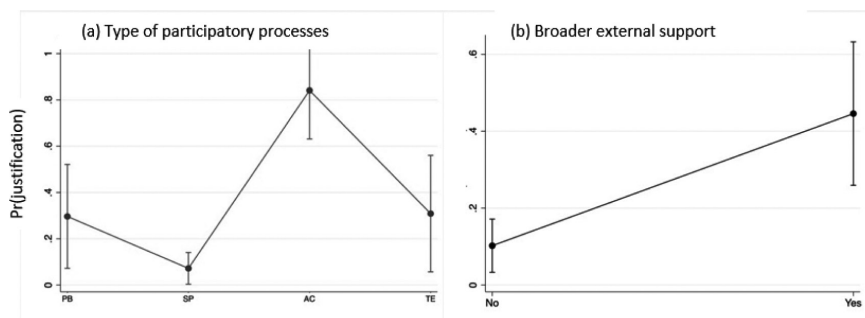 (a) Type of participatory processes
(b) Broader external support
Pr(justification)
1
.8
.6
.4
.2
0
PB SP AC TE
.6
.4
.2
0
No Yes